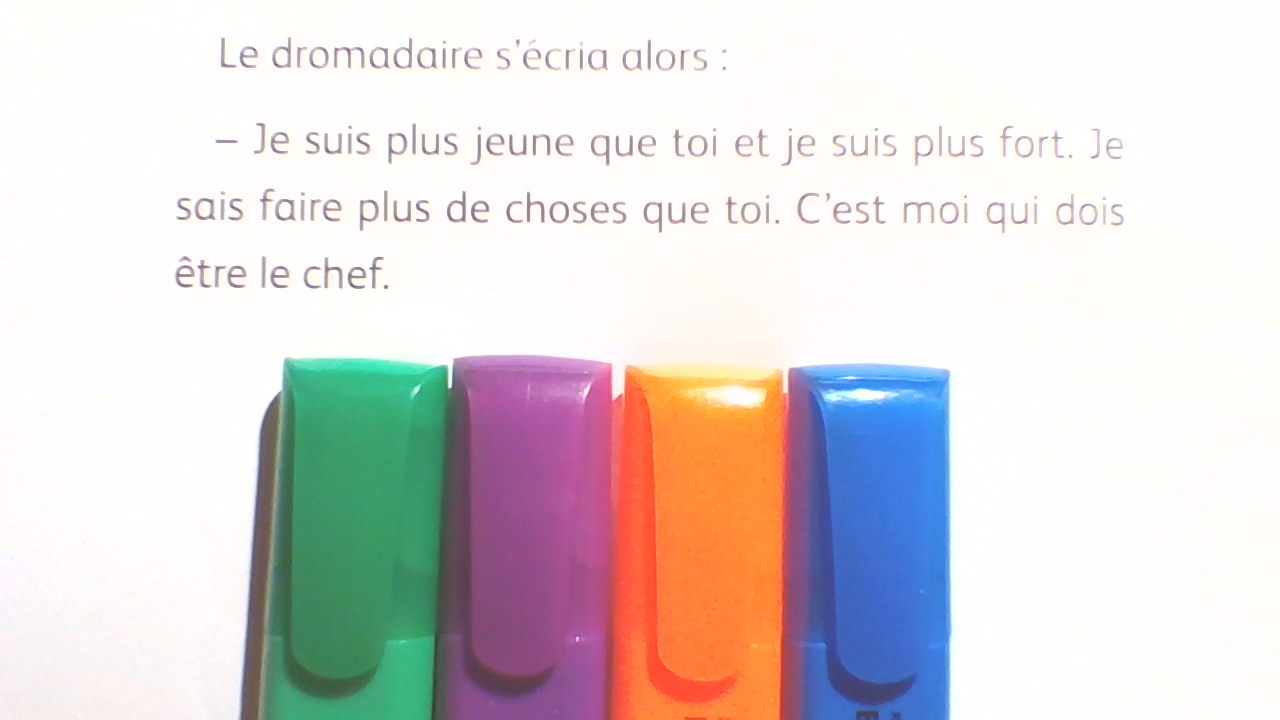 Le dromadaire s'écria alors :
– Je suis plus jeune que toi et je suis plus fort. Je
sais faire plus de choses que toi. C'est moi qui dois
être le chef.